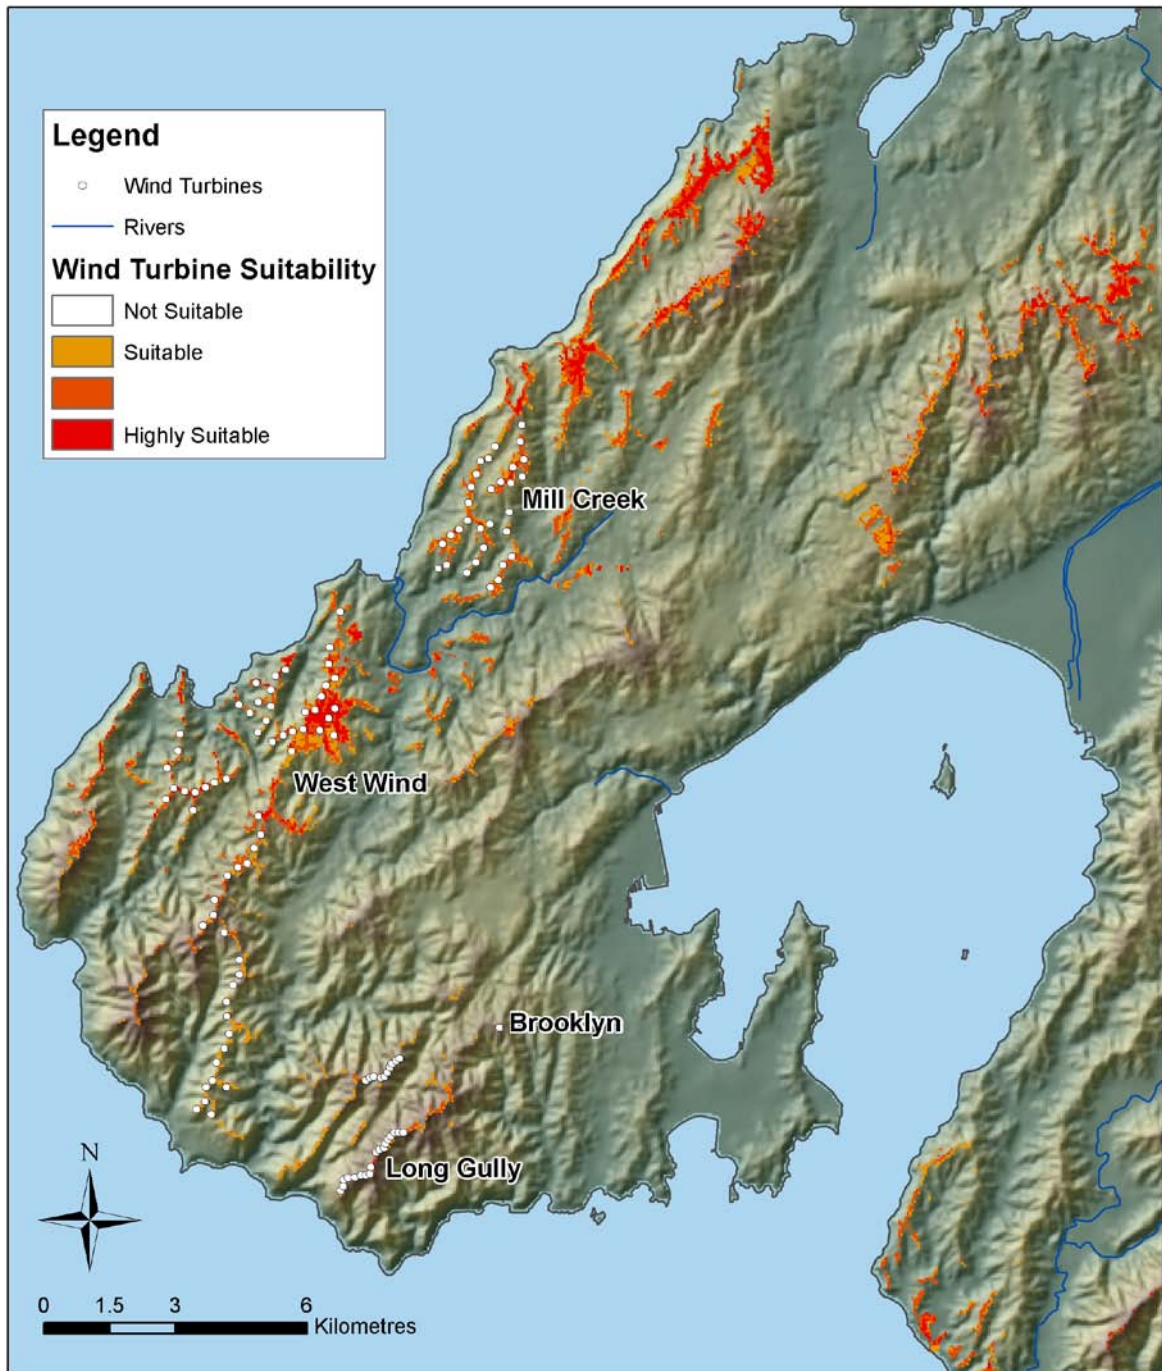 Legend
Wind Turbines
Rivers
Wind Turbine Suitability
Not Suitable
Suitable
Highly Suitable
Mill Creek
West Wind
Brooklyn
Long Gully
N
0 1.5 3 6
Kilometres